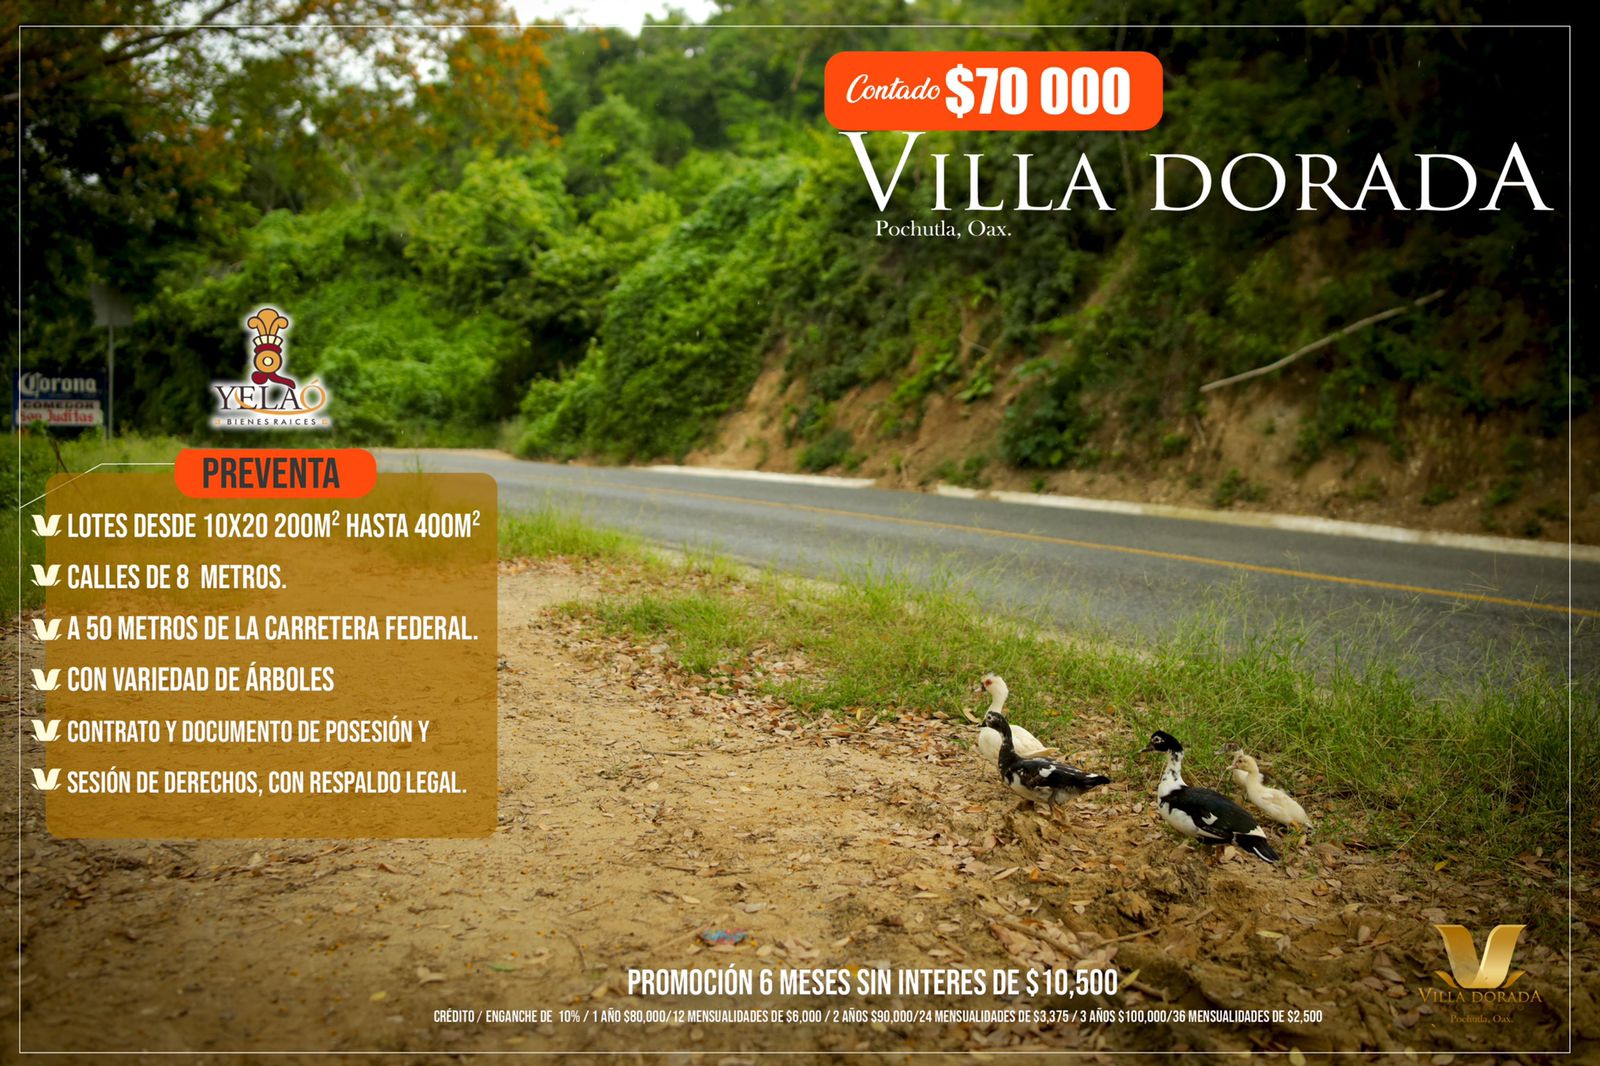 Contado $70 000
VILLA DORADA
Pochutla, Oax.
Corona
COMEDOR
San Juditas
YELAÓ
BIENES RAICES
PREVENTA
LOTES DESDE 10X20 200M² HASTA 400M²
CALLES DE 8 METROS.
A 50 METROS DE LA CARRETERA FEDERAL.
CON VARIEDAD DE ÁRBOLES
CONTRATO Y DOCUMENTO DE POSESIÓN Y
SESIÓN DE DERECHOS, CON RESPALDO LEGAL.
PROMOCIÓN 6 MESES SIN INTERES DE $10,500
CRÉDITO / ENGANCHE DE 10% / 1 AÑO $80,000/12 MENSUALIDADES DE $6,000 / 2 AÑOS $90,000/24 MENSUALIDADES DE $3,375 / 3 AÑOS $100,000/36 MENSUALIDADES DE $2,500
VILLA DORADA
Pochutla, Oax.